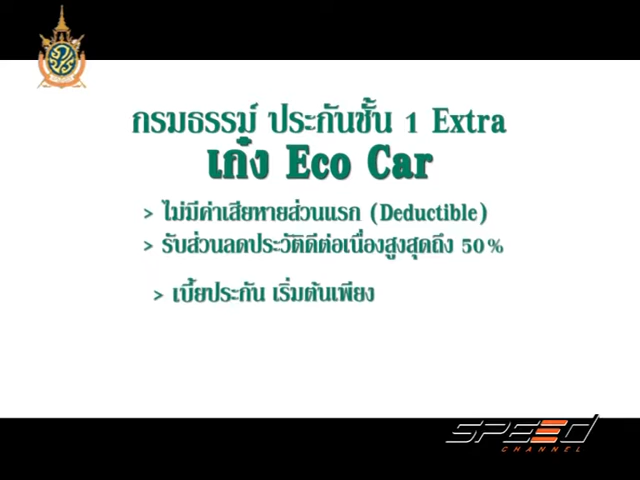 กรมธรรม์ ประกันชั้น 1 Extra
เก๋ง Eco Car
> ไม่มีค่าเสียหายส่วนแรก (Deductible)
> รับส่วนลดประวัติดีต่อเนื่องสูงสุดถึง 50%
> เบี้ยประกัน เริ่มต้นเพียง
SPEED
CHANNEL